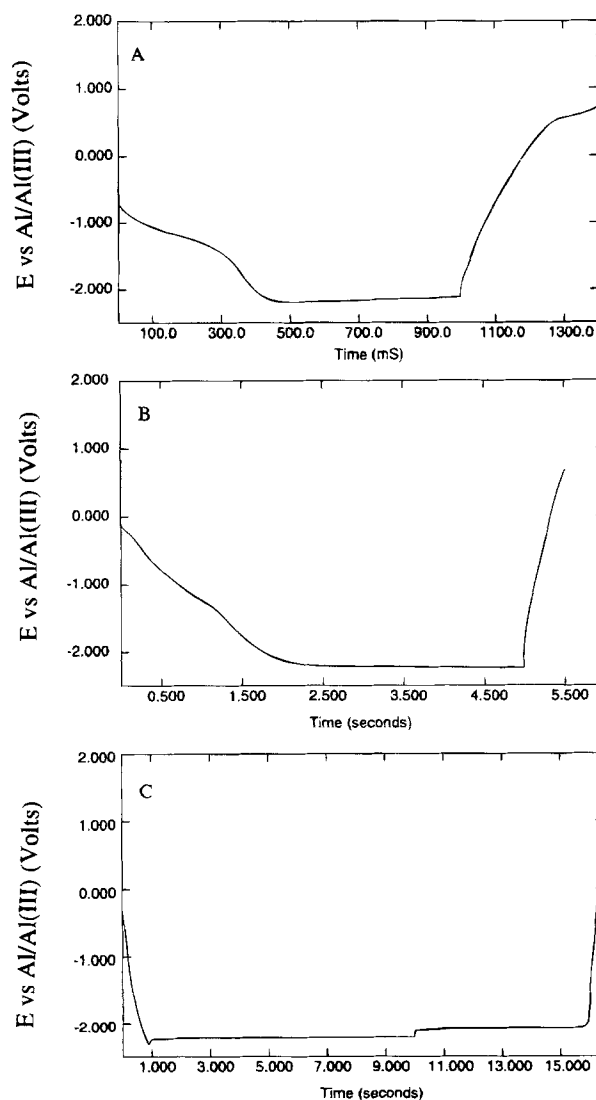 E vs Al/Al(III) (Volts)
A
2.000
1.000
0.000
-1.000
-2.000
100.0 300.0 500.0 700.0 900.0 1100.0 1300.0
Time (mS)
E vs Al/Al(III) (Volts)
B
2.000
1.000
0.000
-1.000
-2.000
0.500 1.500 2.500 3.500 4.500 5.500
Time (seconds)
E vs Al/Al(III) (Volts)
C
2.000
1.000
0.000
-1.000
-2.000
1.000 3.000 5.000 7.000 9.000 11.000 13.000 15.000
Time (seconds)